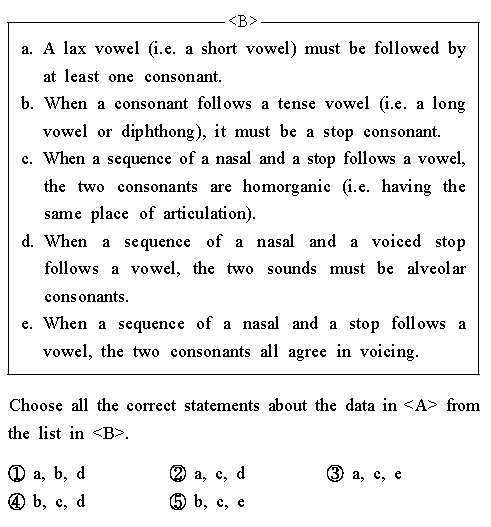 <B>
a. A lax vowel (i.e. a short vowel) must be followed by
at least one consonant.
b. When a consonant follows a tense vowel (i.e. a long
vowel or diphthong), it must be a stop consonant.
c. When a sequence of a nasal and a stop follows a vowel,
the two consonants are homorganic (i.e. having the
same place of articulation).
d. When a sequence of a nasal and a voiced stop
follows a vowel, the two sounds must be alveolar
consonants.
e. When a sequence of a nasal and a stop follows a
vowel, the two consonants all agree in voicing.
Choose all the correct statements about the data in <A> from
the list in <B>.
① a, b, d ② a, c, d ③ a, c, e
④ b, c, d ⑤ b, c, e